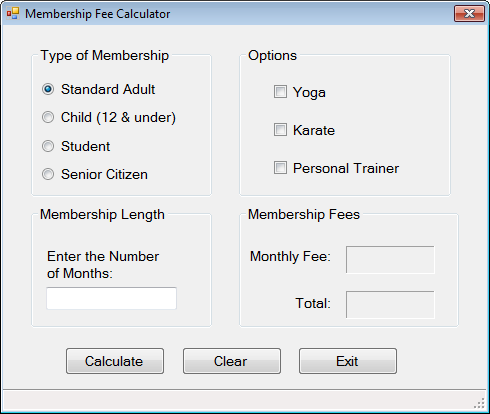 Membership Fee Calculator
Type of Membership
Standard Adult
Child (12 & under)
Student
Senior Citizen
Options
Yoga
Karate
Personal Trainer
Membership Length
Enter the Number
of Months:
Membership Fees
Monthly Fee:
Total:
Calculate
Clear
Exit